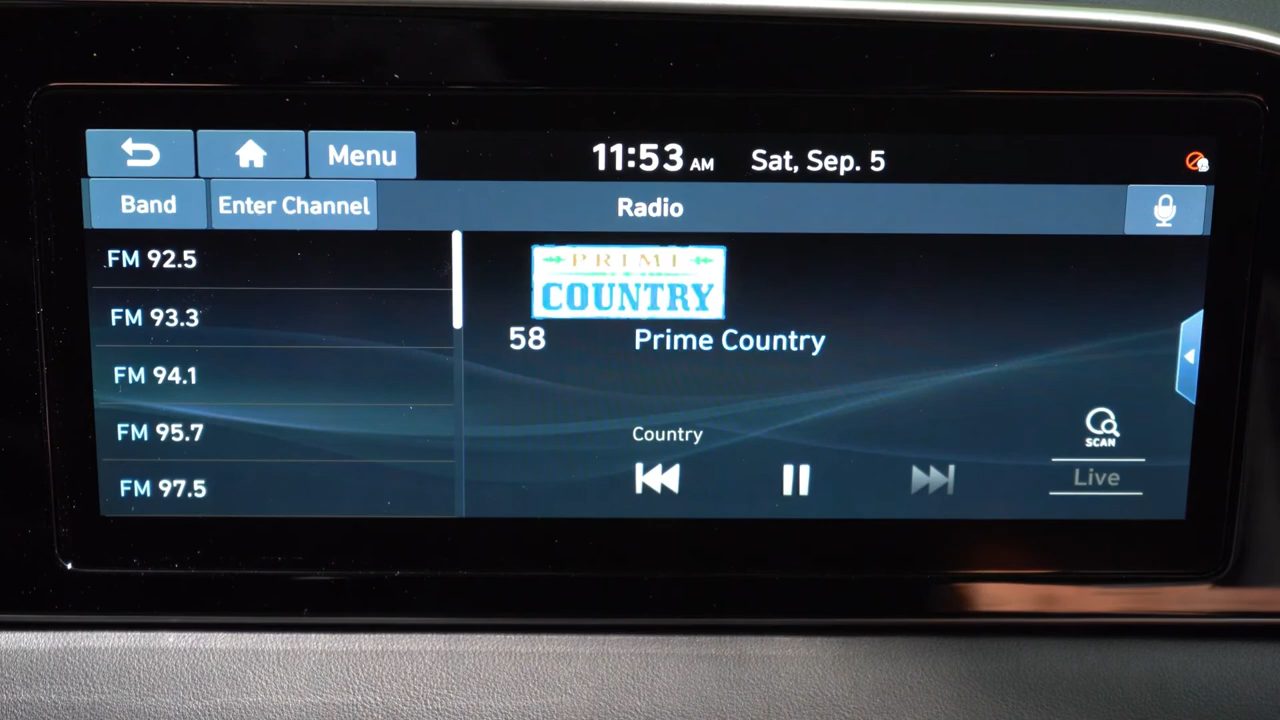 Menu
11:53 AM
Sat, Sep. 5
Band
Enter Channel
Radio
FM 92.5
FM 93.3
FM 94.1
FM 95.7
FM 97.5
PRIME
COUNTRY
58
Prime Country
Country
SCAN
Live